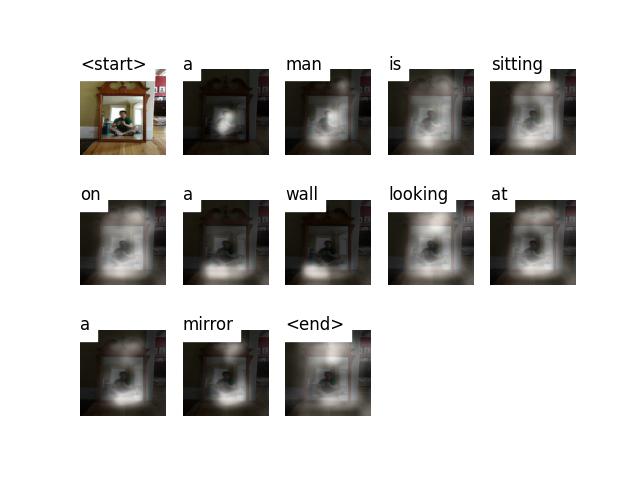 <start> a man is sitting
on a wall looking at
a mirror <end>